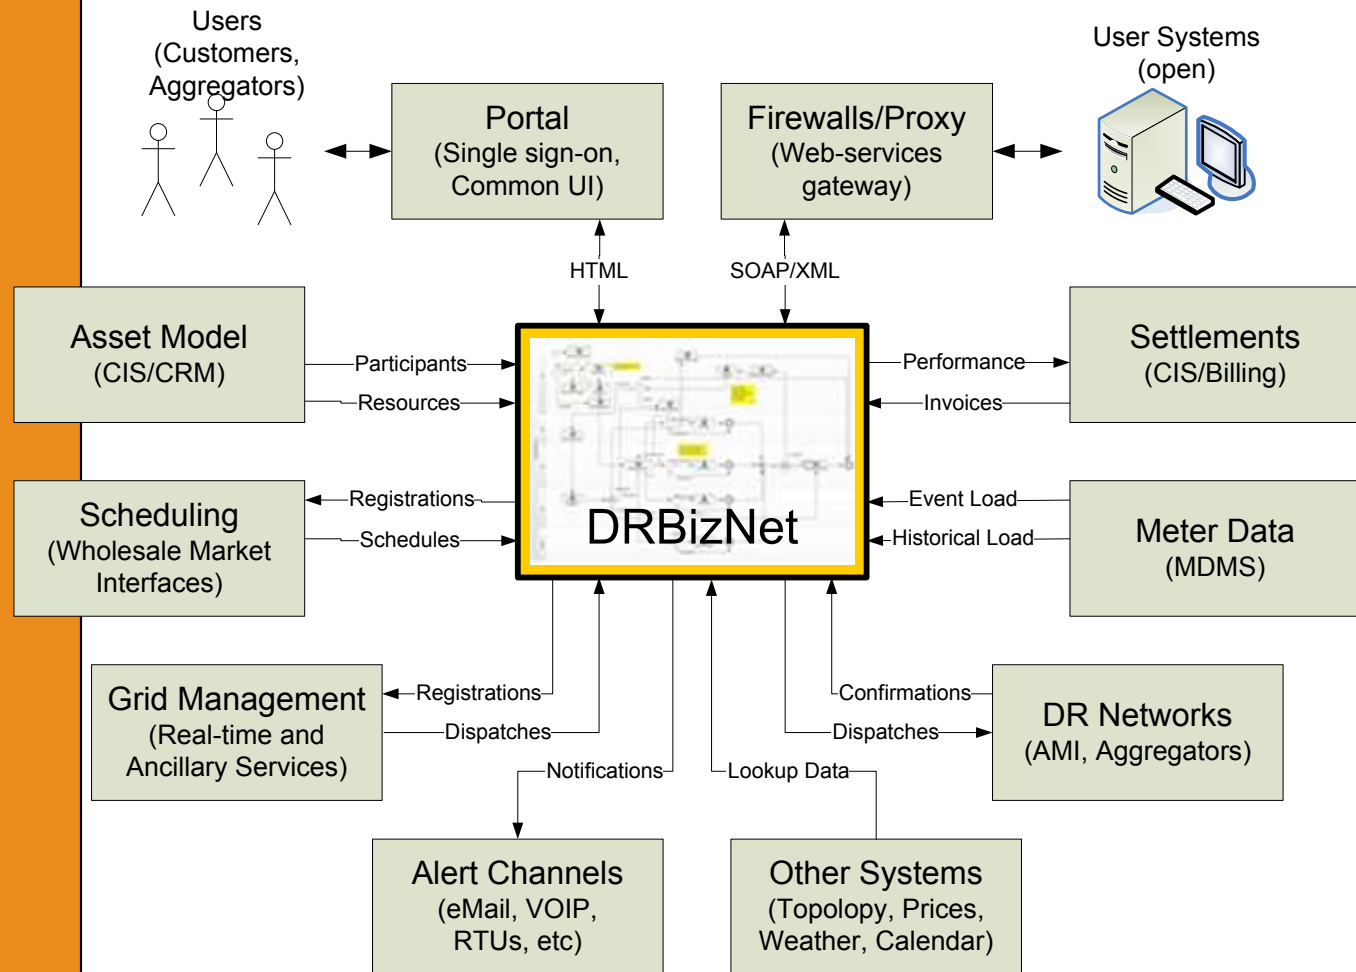 Users
(Customers,
Aggregators)
User Systems
(open)
Portal
(Single sign-on,
Common UI)
Firewalls/Proxy
(Web-services
gateway)
HTML
SOAP/XML
Asset Model
(CIS/CRM)
Participants
Resources
Settlements
(CIS/Billing)
Performance
Invoices
Scheduling
(Wholesale Market
Interfaces)
Registrations
Schedules
DRBizNet
Event Load
Historical Load
Meter Data
(MDMS)
Grid Management
(Real-time and
Ancillary Services)
Registrations
Dispatches
Confirmations
Dispatches
DR Networks
(AMI, Aggregators)
Notifications
Lookup Data
Alert Channels
(eMail, VOIP,
RTUs, etc)
Other Systems
(Topolopy, Prices,
Weather, Calendar)